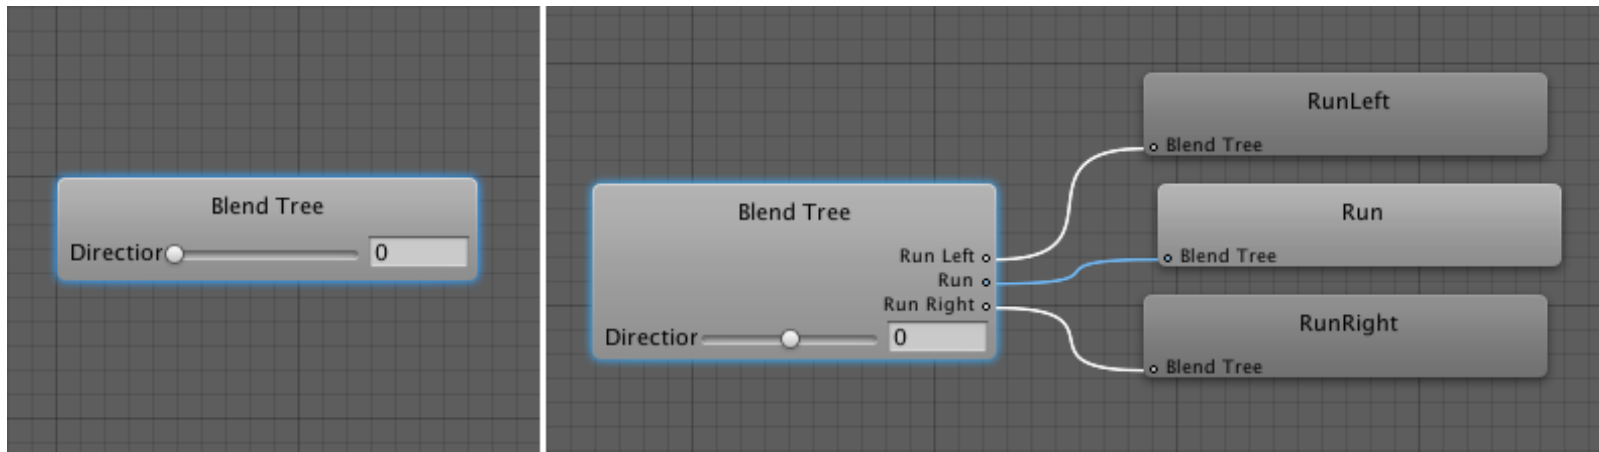 Blend Tree
Direction 0
Blend Tree
Run Left
Run
Run Right
Direction 0
RunLeft
Blend Tree
Run
Blend Tree
RunRight
Blend Tree